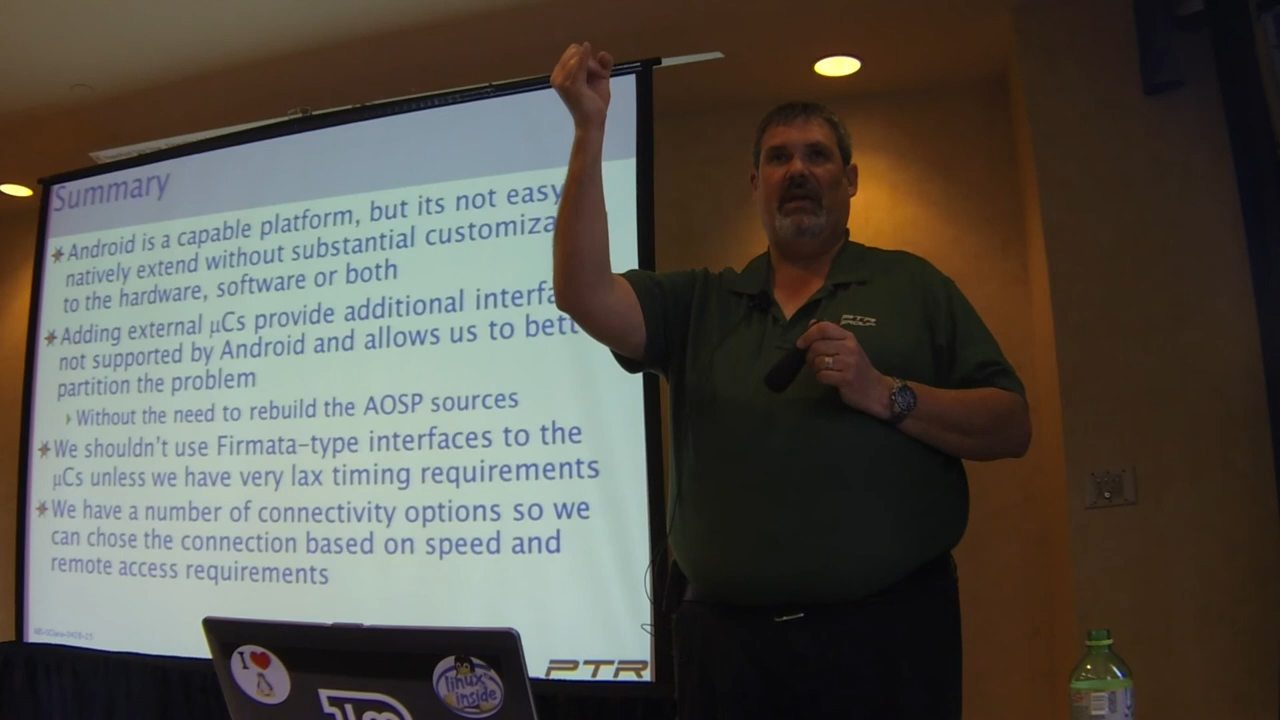 Summary
Android is a capable platform, but its not easy
natively extend without substantial customiza
to the hardware, software or both
Adding external µCs provide additional interfa
not supported by Android and allows us to bett
partition the problem
Without the need to rebuild the AOSP sources
We shouldn't use Firmata-type interfaces to the
µCs unless we have very lax timing requirements
We have a number of connectivity options so we
can chose the connection based on speed and
remote access requirements
PTR
PTR
GROUP
I
linux
inside